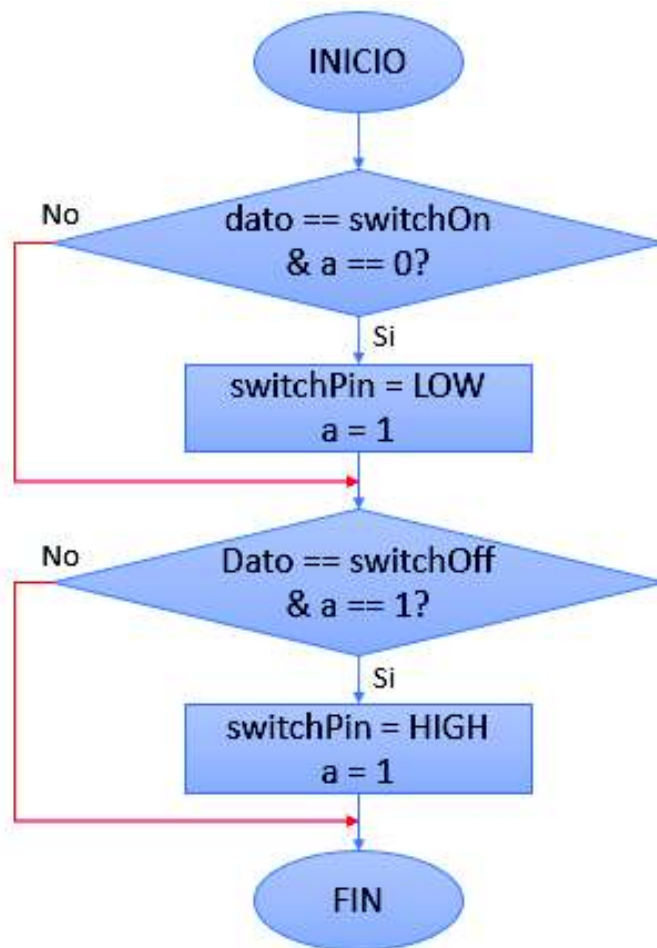 INICIO
No
dato == switchOn
& a == 0?
Si
switchPin = LOW
a = 1
No
Dato == switchOff
& a == 1?
Si
switchPin = HIGH
a = 1
FIN